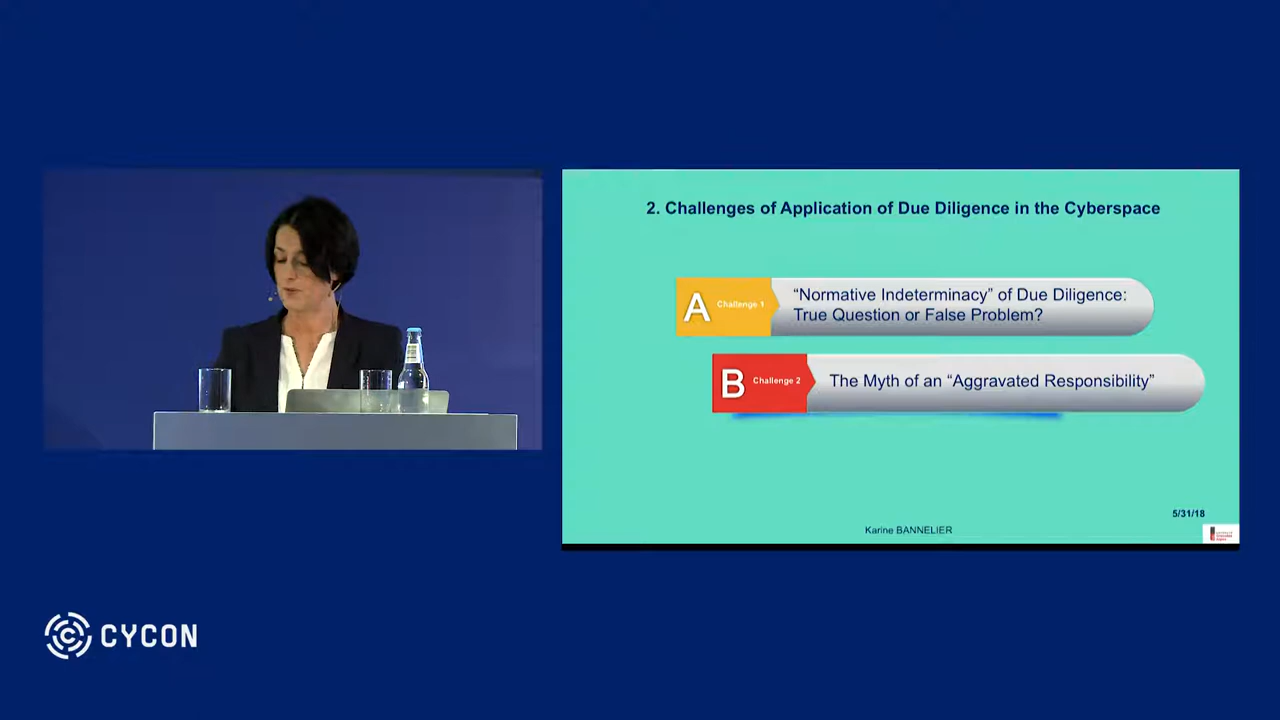 2. Challenges of Application of Due Diligence in the Cyberspace
A
Challenge 1
“Normative Indeterminacy” of Due Diligence:
True Question or False Problem?
B
Challenge 2
The Myth of an “Aggravated Responsibility”
5/31/18
Karine BANNELIER
CYCON